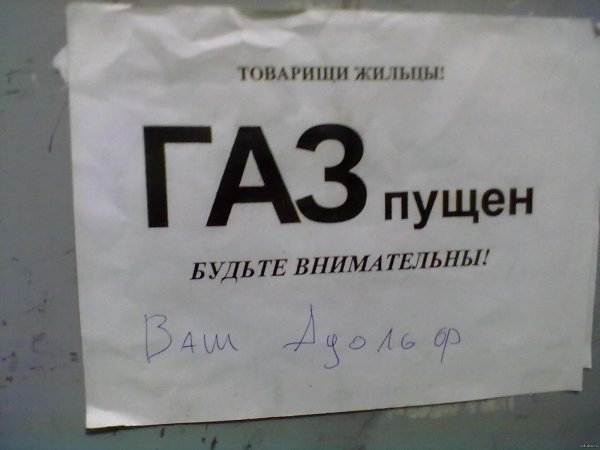 ТОВАРИЩИ ЖИЛЬЦЫ!
ГАЗ пущен
БУДЬТЕ ВНИМАТЕЛЬНЫ!
Ваш Адольф